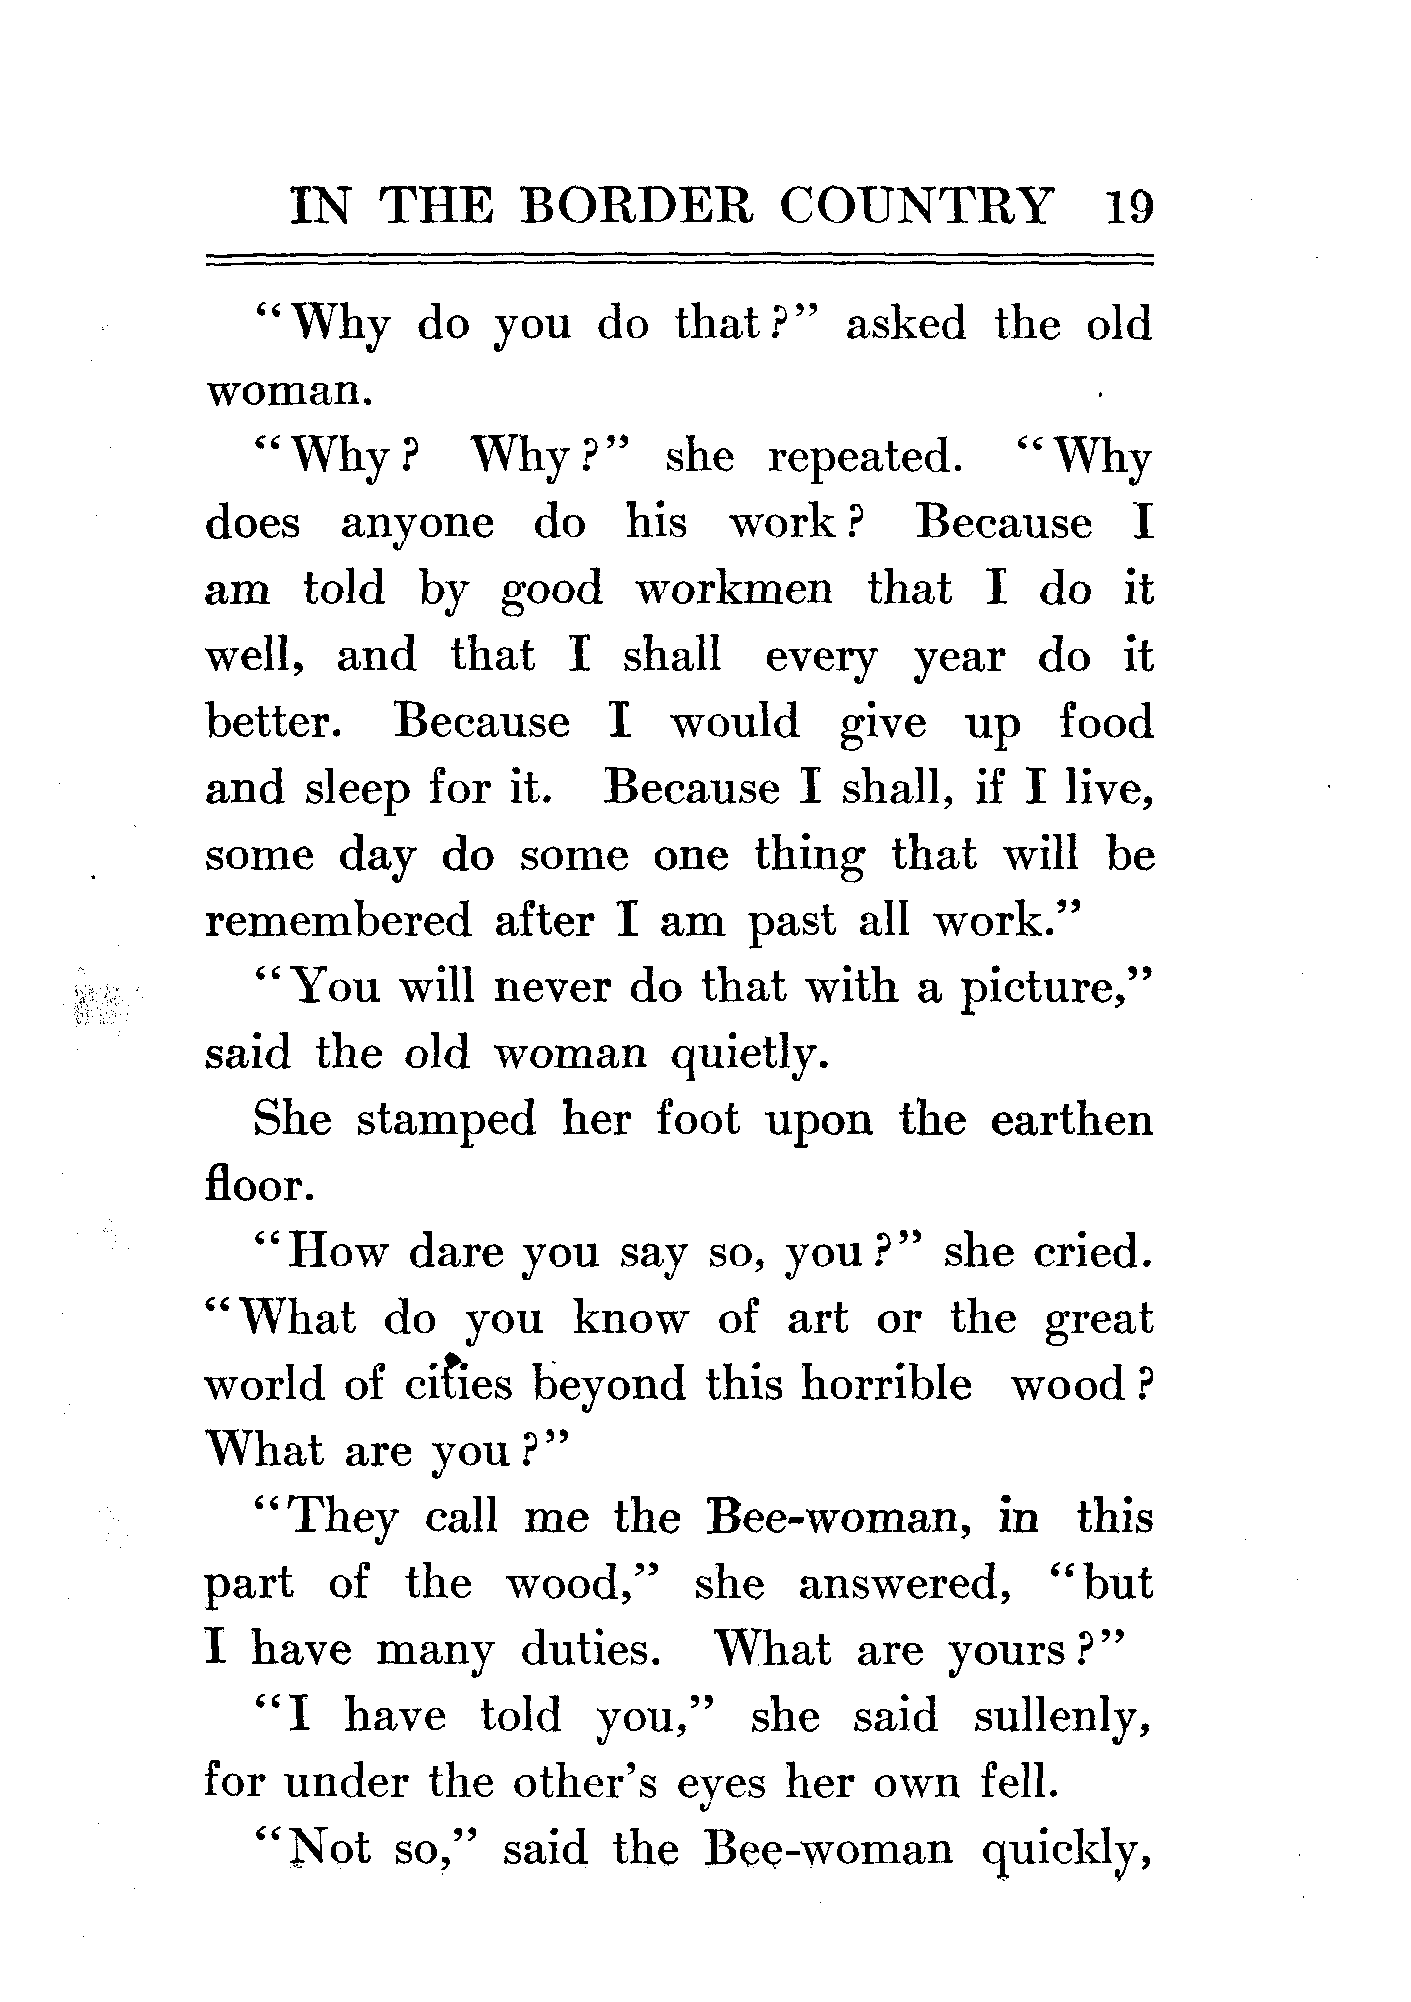 IN THE BORDER COUNTRY 19
“Why do you do that?” asked the old
woman.
“Why? Why?” she repeated. “Why
does anyone do his work? Because I
am told by good workmen that I do it
well, and that I shall every year do it
better. Because I would give up food
and sleep for it. Because I shall, if I live,
some day do some one thing that will be
remembered after I am past all work.”
“You will never do that with a picture,”
said the old woman quietly.
She stamped her foot upon the earthen
floor.
“How dare you say so, you?” she cried.
“What do you know of art or the great
world of cities beyond this horrible wood?
What are you?”
“They call me the Bee-woman, in this
part of the wood,” she answered, “but
I have many duties. What are yours?”
“I have told you,” she said sullenly,
for under the other’s eyes her own fell.
“Not so,” said the Bee-woman quickly,